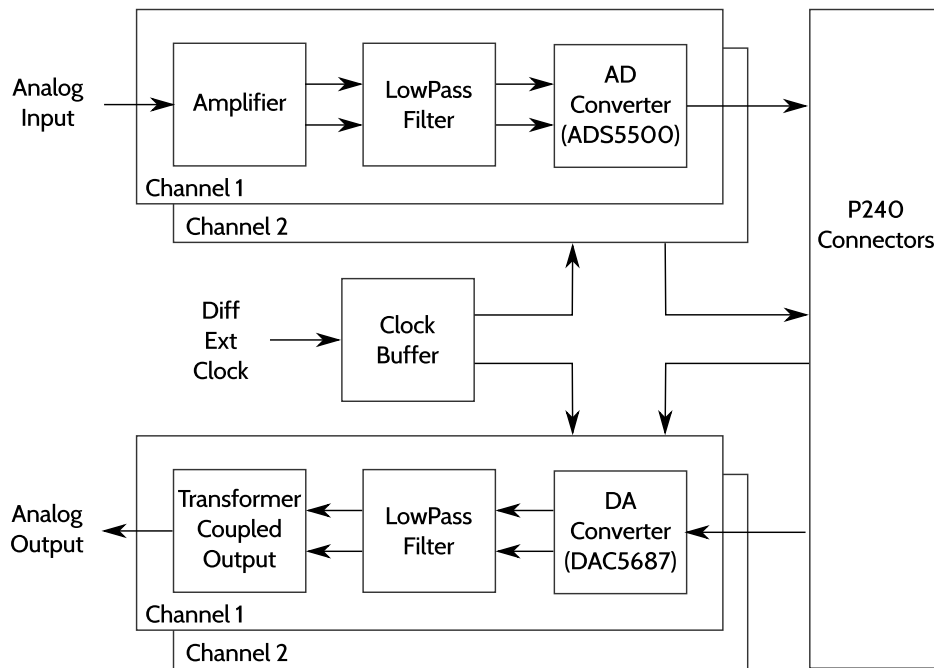 Analog
Input
Amplifier
LowPass
Filter
AD
Converter
(ADS5500)
Channel 1
Channel 2
P240
Connectors
Diff
Ext
Clock
Clock
Buffer
Analog
Output
Transformer
Coupled
Output
LowPass
Filter
DA
Converter
(DAC5687)
Channel 1
Channel 2